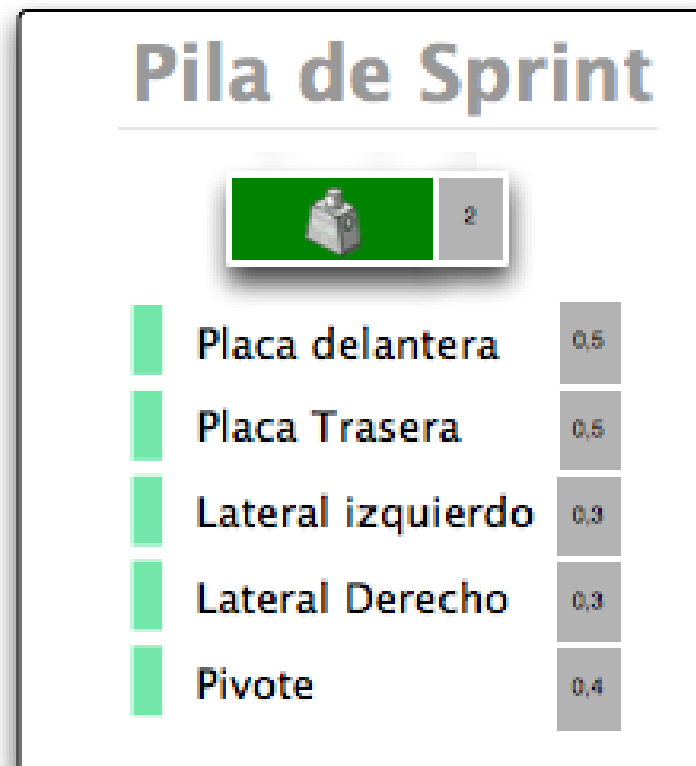 Pila de Sprint
2
Placa delantera 0,5
Placa Trasera 0,5
Lateral izquierdo 0,3
Lateral Derecho 0,3
Pivote 0,4